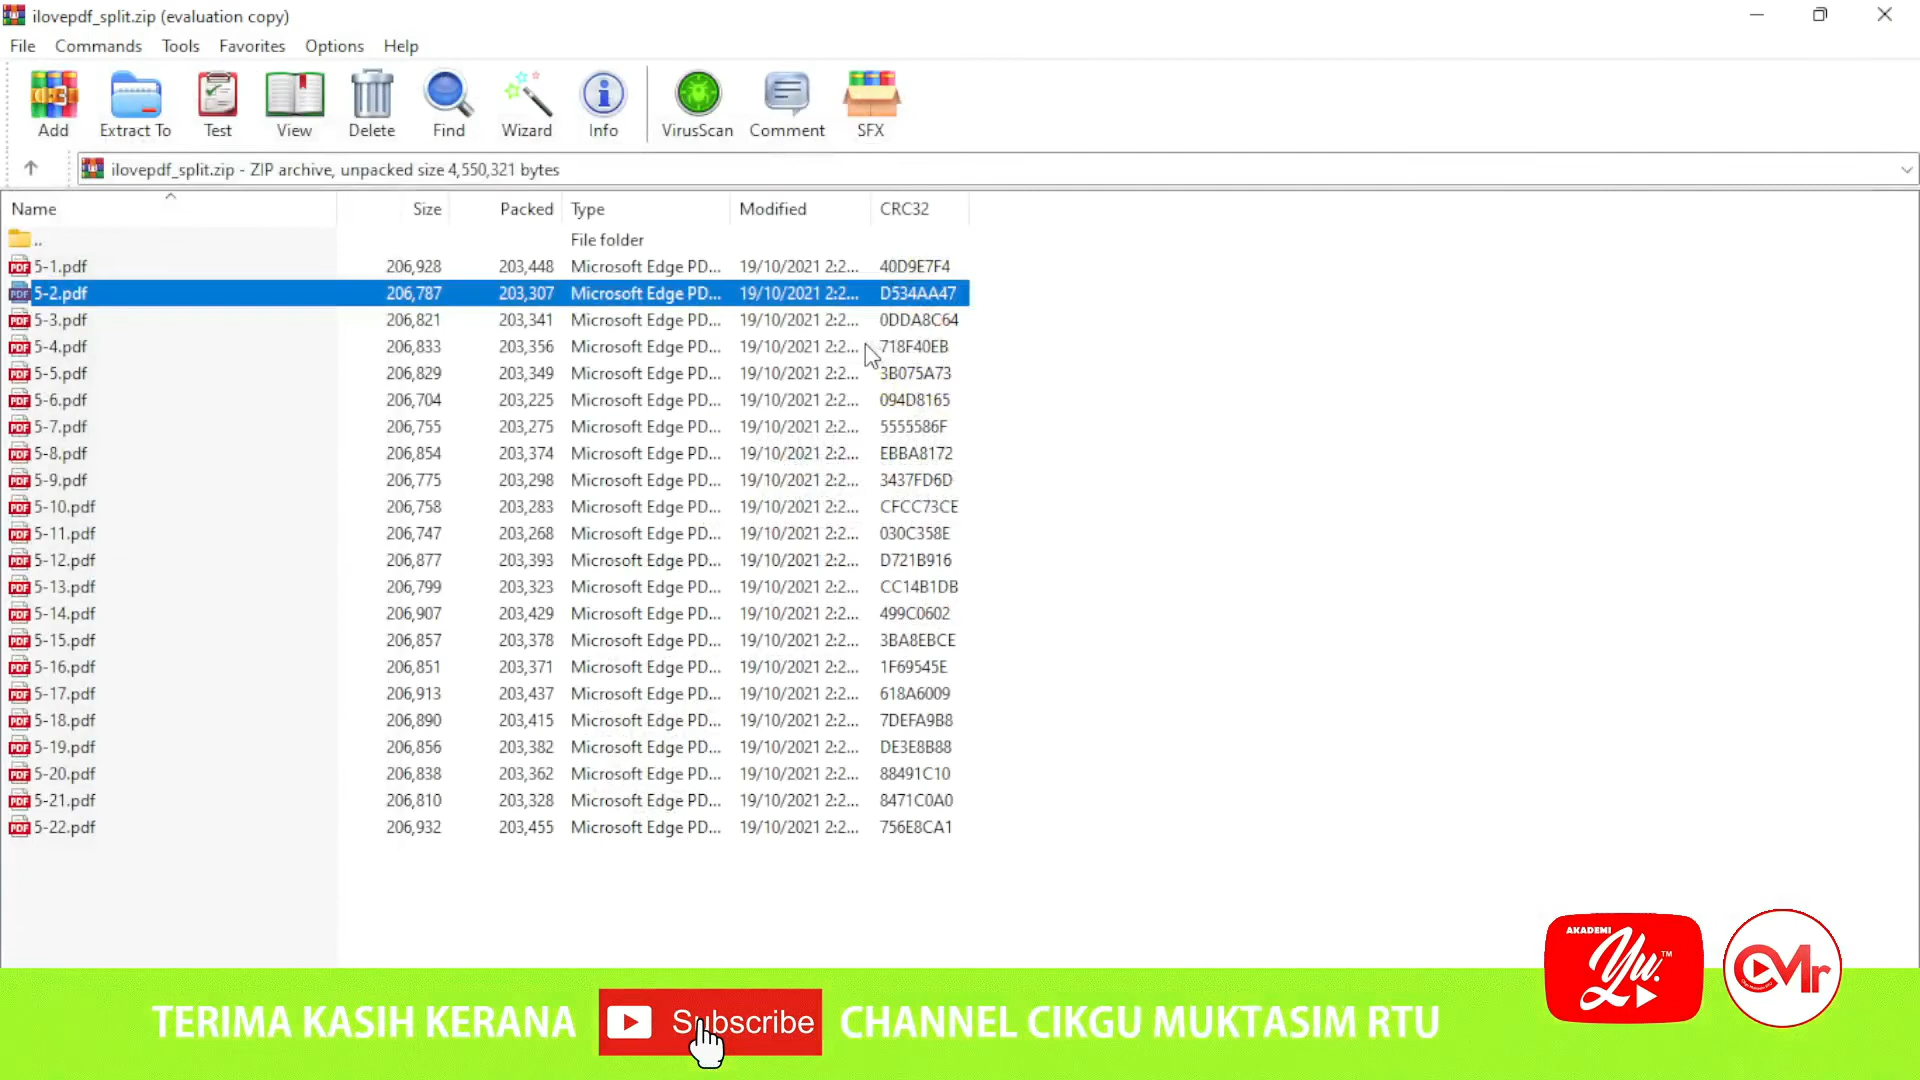 ilovepdf_split.zip (evaluation copy)
File Commands Tools Favorites Options Help
Add Extract To Test View Delete Find Wizard Info VirusScan Comment SFX
ilovepdf_split.zip - ZIP archive, unpacked size 4,550,321 bytes
Name Size Packed Type Modified CRC32
.. File folder
5-1.pdf 206,928 203,448 Microsoft Edge PD... 19/10/2021 2:2... 40D9E7F4
5-2.pdf 206,787 203,307 Microsoft Edge PD... 19/10/2021 2:2... D534AA47
5-3.pdf 206,821 203,341 Microsoft Edge PD... 19/10/2021 2:2... 0DDA8C64
5-4.pdf 206,833 203,356 Microsoft Edge PD... 19/10/2021 2:2... 718F40EB
5-5.pdf 206,829 203,349 Microsoft Edge PD... 19/10/2021 2:2... 3B075A73
5-6.pdf 206,704 203,225 Microsoft Edge PD... 19/10/2021 2:2... 094D8165
5-7.pdf 206,755 203,275 Microsoft Edge PD... 19/10/2021 2:2... 5555586F
5-8.pdf 206,854 203,374 Microsoft Edge PD... 19/10/2021 2:2... EBBA8172
5-9.pdf 206,775 203,298 Microsoft Edge PD... 19/10/2021 2:2... 3437FD6D
5-10.pdf 206,758 203,283 Microsoft Edge PD... 19/10/2021 2:2... CFCC73CE
5-11.pdf 206,747 203,268 Microsoft Edge PD... 19/10/2021 2:2... 030C358E
5-12.pdf 206,877 203,393 Microsoft Edge PD... 19/10/2021 2:2... D721B916
5-13.pdf 206,799 203,323 Microsoft Edge PD... 19/10/2021 2:2... CC14B1DB
5-14.pdf 206,907 203,429 Microsoft Edge PD... 19/10/2021 2:2... 499C0602
5-15.pdf 206,857 203,378 Microsoft Edge PD... 19/10/2021 2:2... 3BA8EBCE
5-16.pdf 206,851 203,371 Microsoft Edge PD... 19/10/2021 2:2... 1F69545E
5-17.pdf 206,913 203,437 Microsoft Edge PD... 19/10/2021 2:2... 618A6009
5-18.pdf 206,890 203,415 Microsoft Edge PD... 19/10/2021 2:2... 7DEFA9B8
5-19.pdf 206,856 203,382 Microsoft Edge PD... 19/10/2021 2:2... DE3E8B88
5-20.pdf 206,838 203,362 Microsoft Edge PD... 19/10/2021 2:2... 88491C10
5-21.pdf 206,810 203,328 Microsoft Edge PD... 19/10/2021 2:2... 8471C0A0
5-22.pdf 206,932 203,455 Microsoft Edge PD... 19/10/2021 2:2... 756E8CA1
AKADEMI
Yu.™
TERIMA KASIH KERANA Subscribe CHANNEL CIKGU MUKTASIM RTU